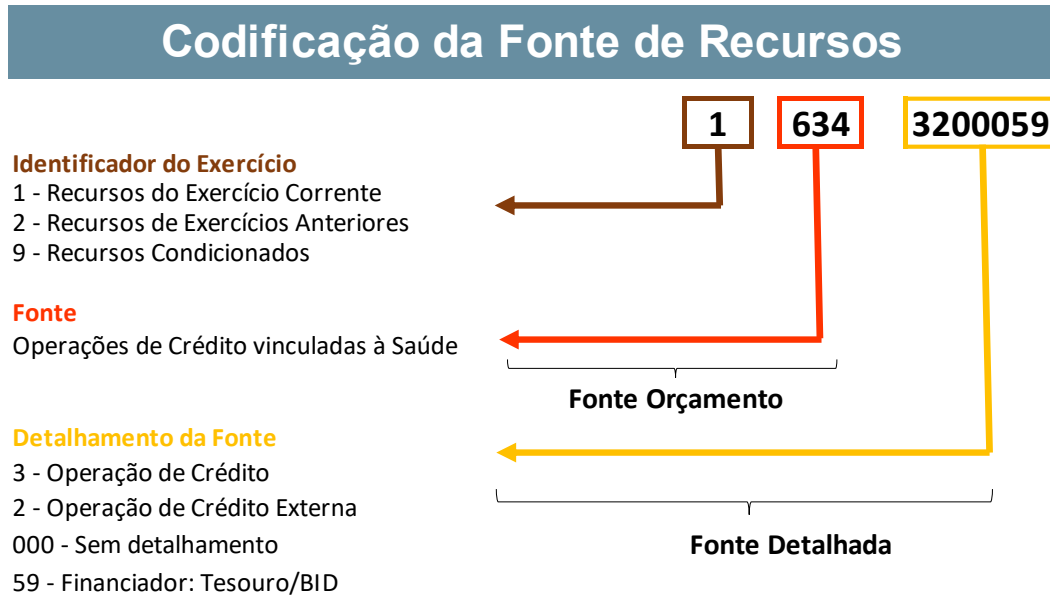 Codificação da Fonte de Recursos
1 634 3200059
Identificador do Exercício
1 - Recursos do Exercício Corrente
2 - Recursos de Exercícios Anteriores
9 - Recursos Condicionados
Fonte
Operações de Crédito vinculadas à Saúde
Fonte Orçamento
Detalhamento da Fonte
3 - Operação de Crédito
2 - Operação de Crédito Externa
000 - Sem detalhamento
Fonte Detalhada
59 - Financiador: Tesouro/BID